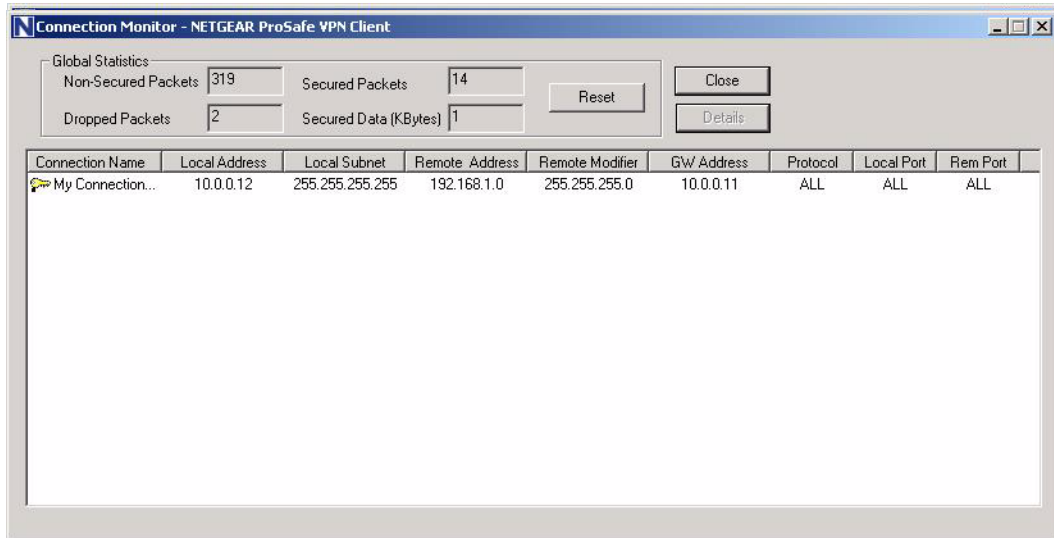 Connection Monitor - NETGEAR ProSafe VPN Client
Global Statistics
Non-Secured Packets 319 Secured Packets 14
Dropped Packets 2 Secured Data (KBytes) 1
Reset
Close
Details
Connection Name Local Address Local Subnet Remote Address Remote Modifier GW Address Protocol Local Port Rem Port
My Connection... 10.0.0.12 255.255.255.255 192.168.1.0 255.255.255.0 10.0.0.11 ALL ALL ALL